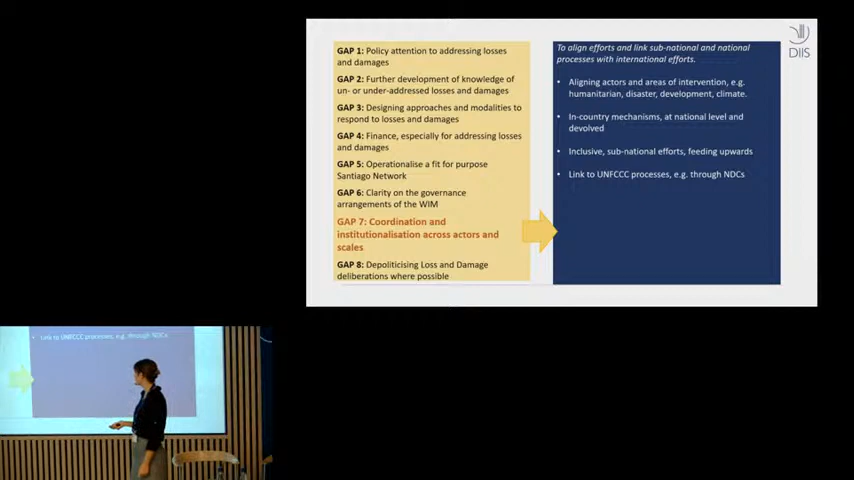 GAP 1: Policy attention to addressing losses
and damages
GAP 2: Further development of knowledge of
un- or under-addressed losses and damages
GAP 3: Designing approaches and modalities to
respond to losses and damages
GAP 4: Finance, especially for addressing losses
and damages
GAP 5: Operationalise a fit for purpose
Santiago Network
GAP 6: Clarity on the governance
arrangements of the WIM
GAP 7: Coordination and
institutionalisation across actors and
scales
GAP 8: Depoliticising Loss and Damage
deliberations where possible
To align efforts and link sub-national and national
processes with international efforts.
• Aligning actors and areas of intervention, e.g.
humanitarian, disaster, development, climate.
• In-country mechanisms, at national level and
devolved
• Inclusive, sub-national efforts, feeding upwards
• Link to UNFCCC processes, e.g. through NDCs
DIIS
• Link to UNFCCC processes, e.g. through NDCs